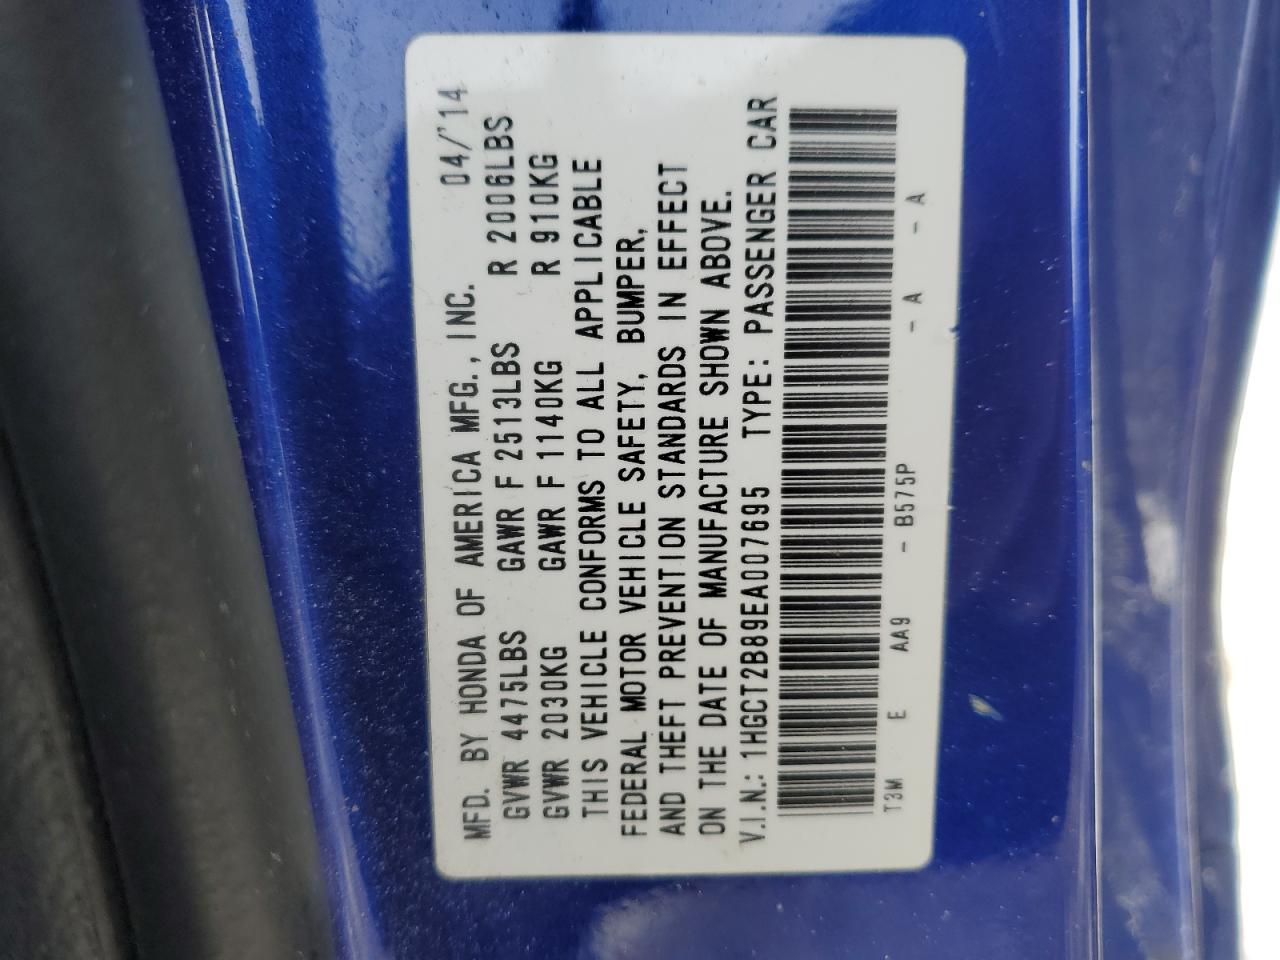 MFD. BY HONDA OF AMERICA MFG., INC. 04/'14
GVWR 4475LBS GAWR F 2513LBS R 2006LBS
GVWR 2030KG GAWR F 1140KG R 910KG
THIS VEHICLE CONFORMS TO ALL APPLICABLE
FEDERAL MOTOR VEHICLE SAFETY, BUMPER,
AND THEFT PREVENTION STANDARDS IN EFFECT
ON THE DATE OF MANUFACTURE SHOWN ABOVE.
V.I.N.: 1HGCT2B89EA007695 TYPE: PASSENGER CAR
T3M E AA9 - B575P - A - A